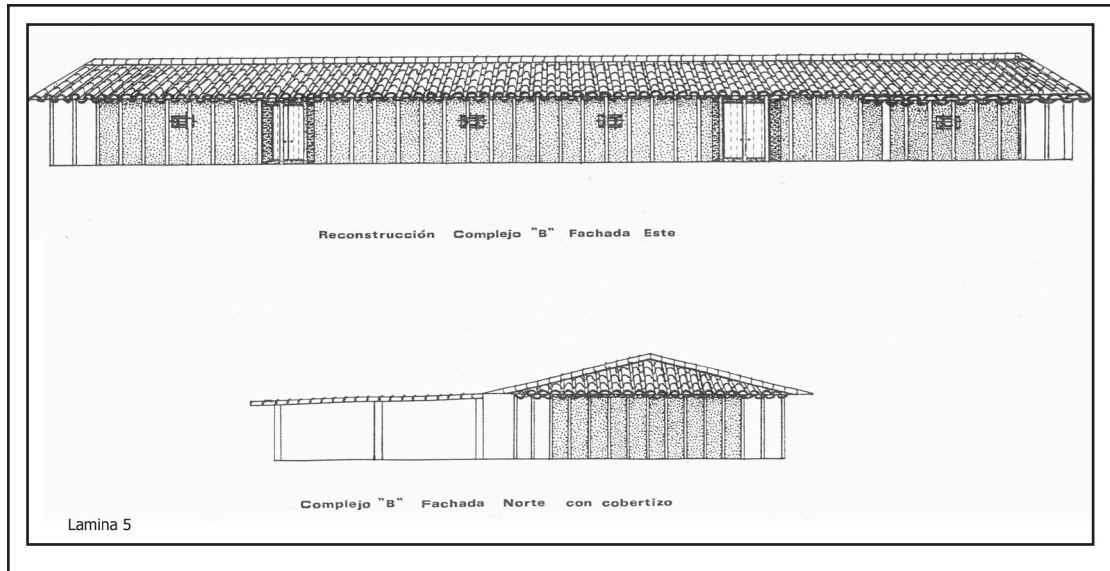 Reconstrucción Complejo "B" Fachada Este
Complejo "B" Fachada Norte con cobertizo
Lamina 5